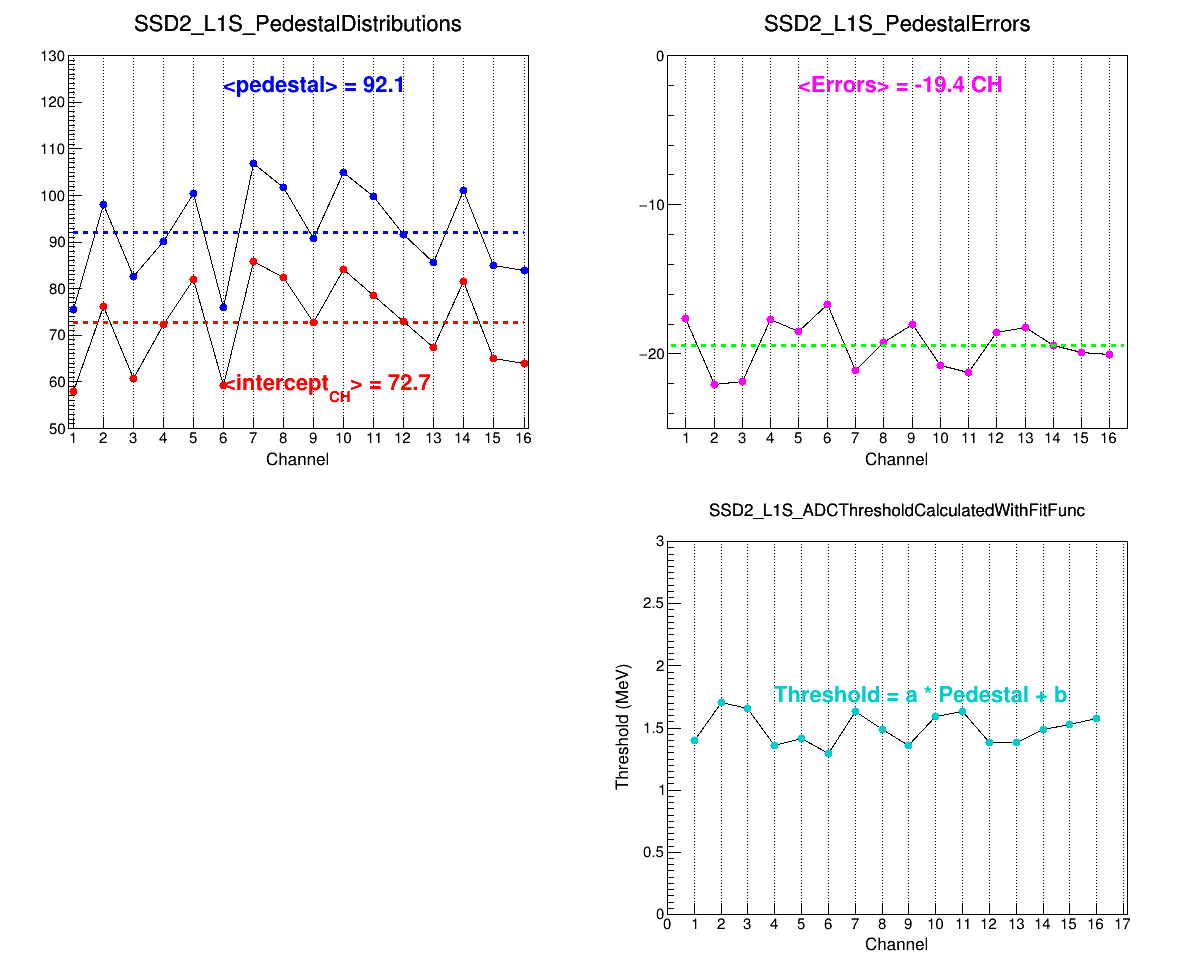 SSD2_L1S_PedestalDistributions
<pedestal> = 92.1
130
120
110
100
90
80
70
60
50
<intercept_CH> = 72.7
1 2 3 4 5 6 7 8 9 10 11 12 13 14 15 16
Channel
SSD2_L1S_PedestalErrors
<Errors> = -19.4 CH
0
−10
−20
1 2 3 4 5 6 7 8 9 10 11 12 13 14 15 16
Channel
SSD2_L1S_ADCThresholdCalculatedWithFitFunc
Threshold = a * Pedestal + b
Threshold (MeV)
3
2.5
2
1.5
1
0.5
0
0 1 2 3 4 5 6 7 8 9 10 11 12 13 14 15 16 17
Channel